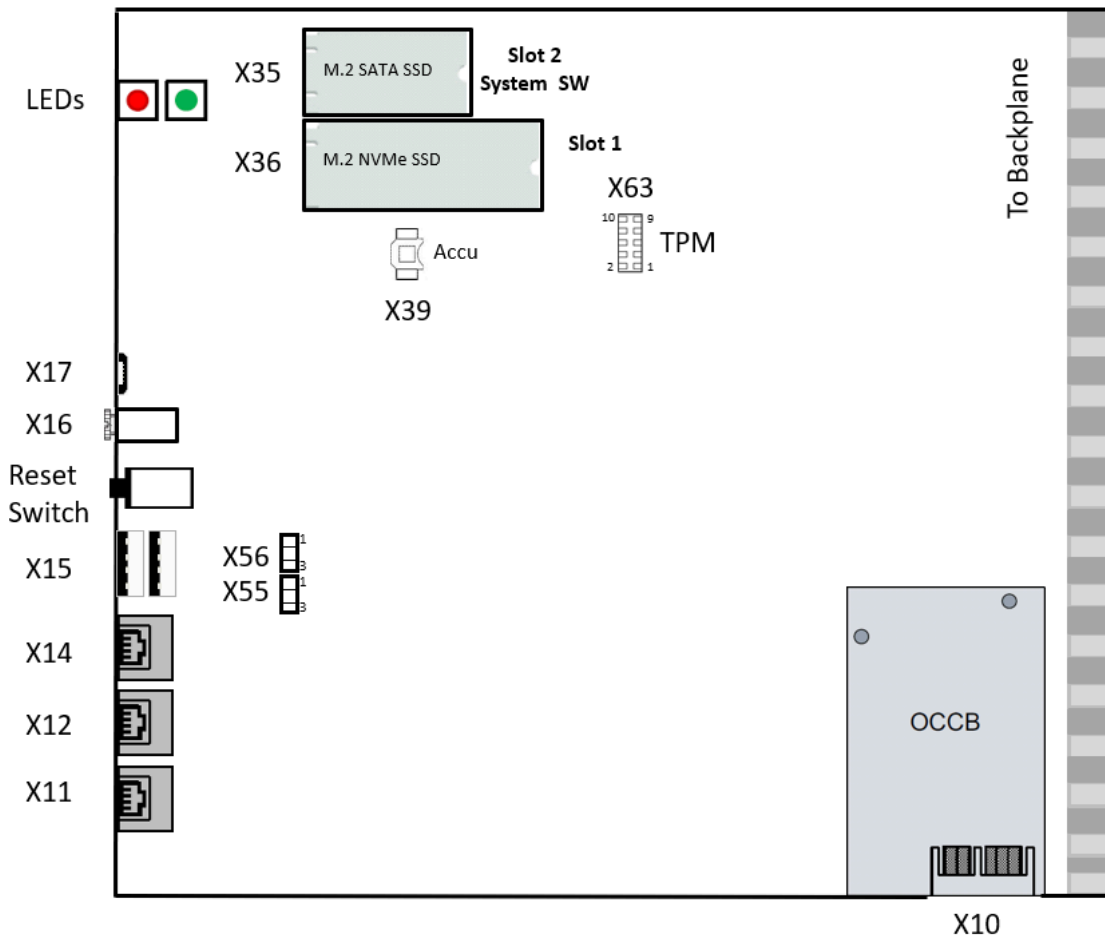 X35
M.2 SATA SSD
Slot 2
System SW
LEDs
To Backplane
X36
M.2 NVMe SSD
Slot 1
X63
10 9
TPM
2 1
Accu
X39
X17
X16
Reset
Switch
X15
X56
1
3
X55
1
3
X14
X12
X11
OCCB
X10